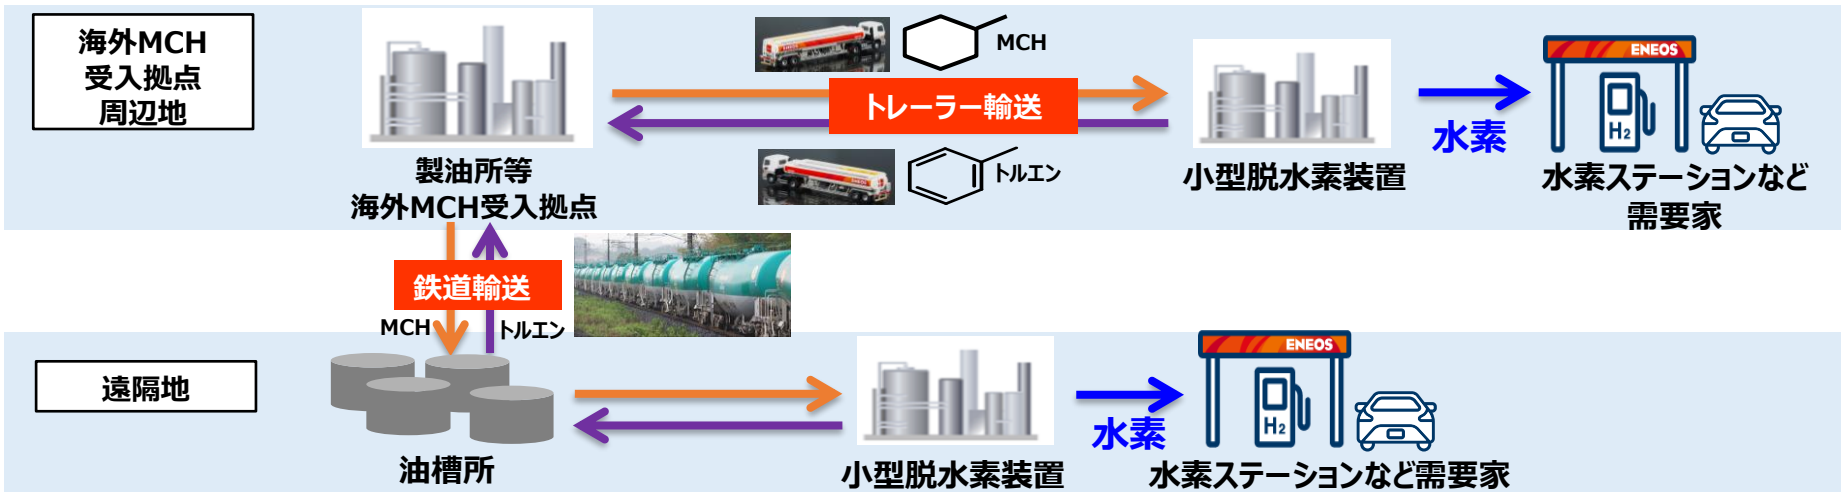 海外MCH
受入拠点
周辺地
MCH
トレーラー輸送
トルエン
製油所等
海外MCH受入拠点
小型脱水素装置
水素
ENEOS
H2
水素ステーションなど
需要家
鉄道輸送
MCH
トルエン
遠隔地
油槽所
小型脱水素装置
水素
ENEOS
H2
水素ステーションなど需要家